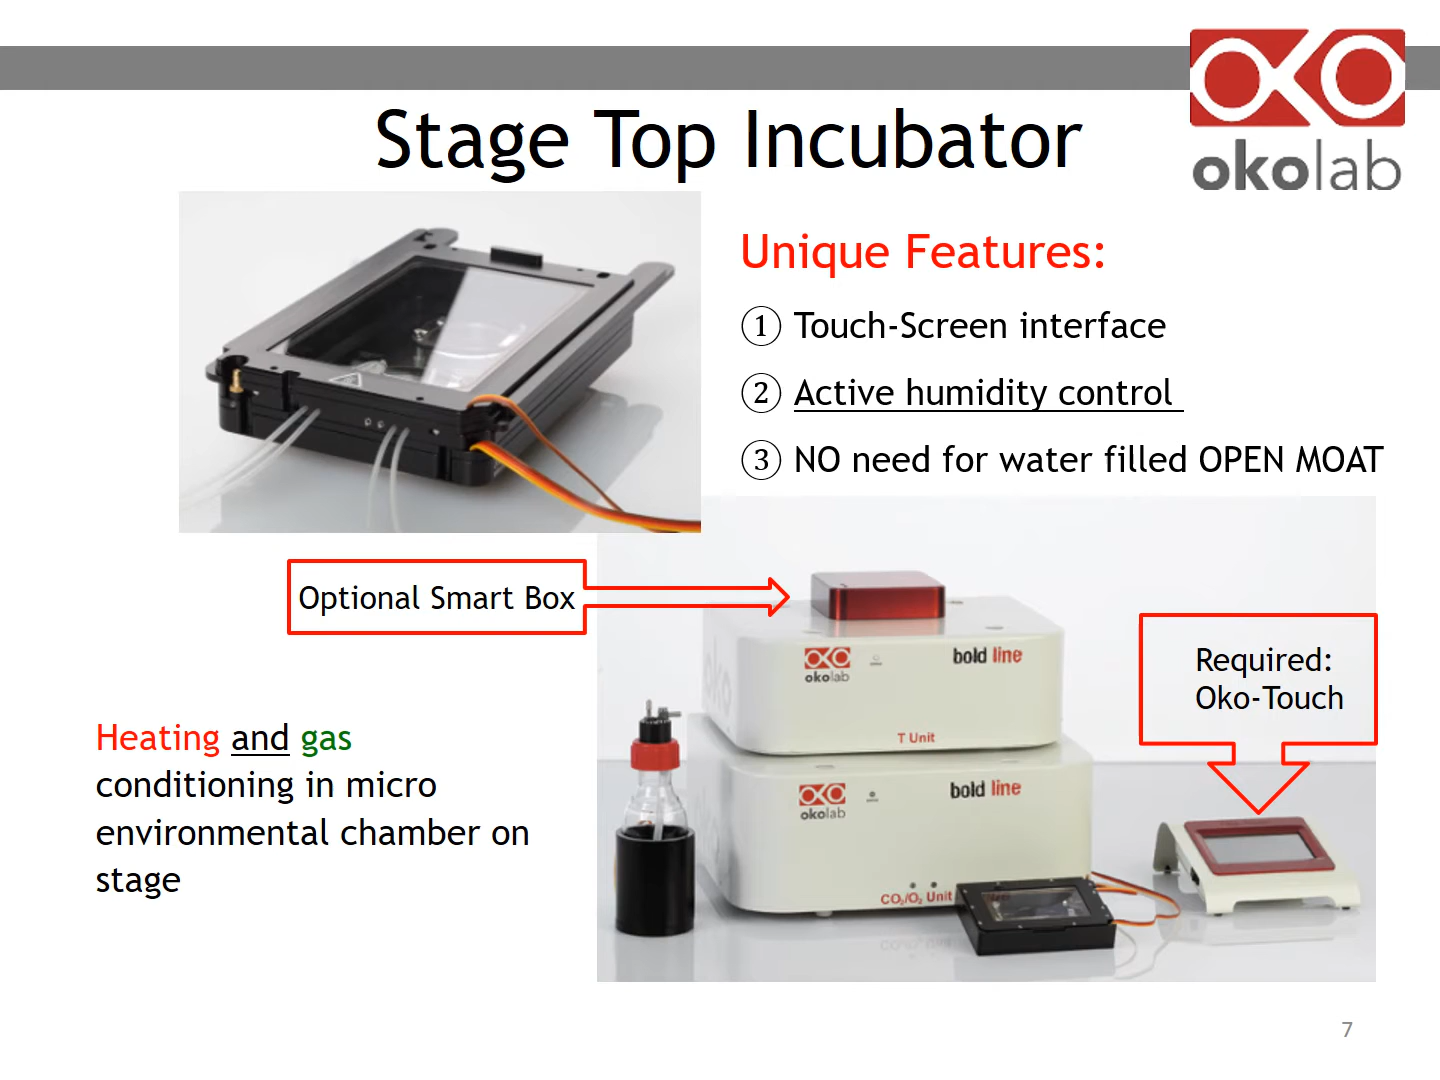 okolab
Stage Top Incubator
Unique Features:
① Touch-Screen interface
② Active humidity control
③ NO need for water filled OPEN MOAT
Optional Smart Box
Required:
Oko-Touch
okolab
bold line
T Unit
okolab
bold line
CO₂/O₂ Unit
Heating and gas
conditioning in micro
environmental chamber on
stage
7